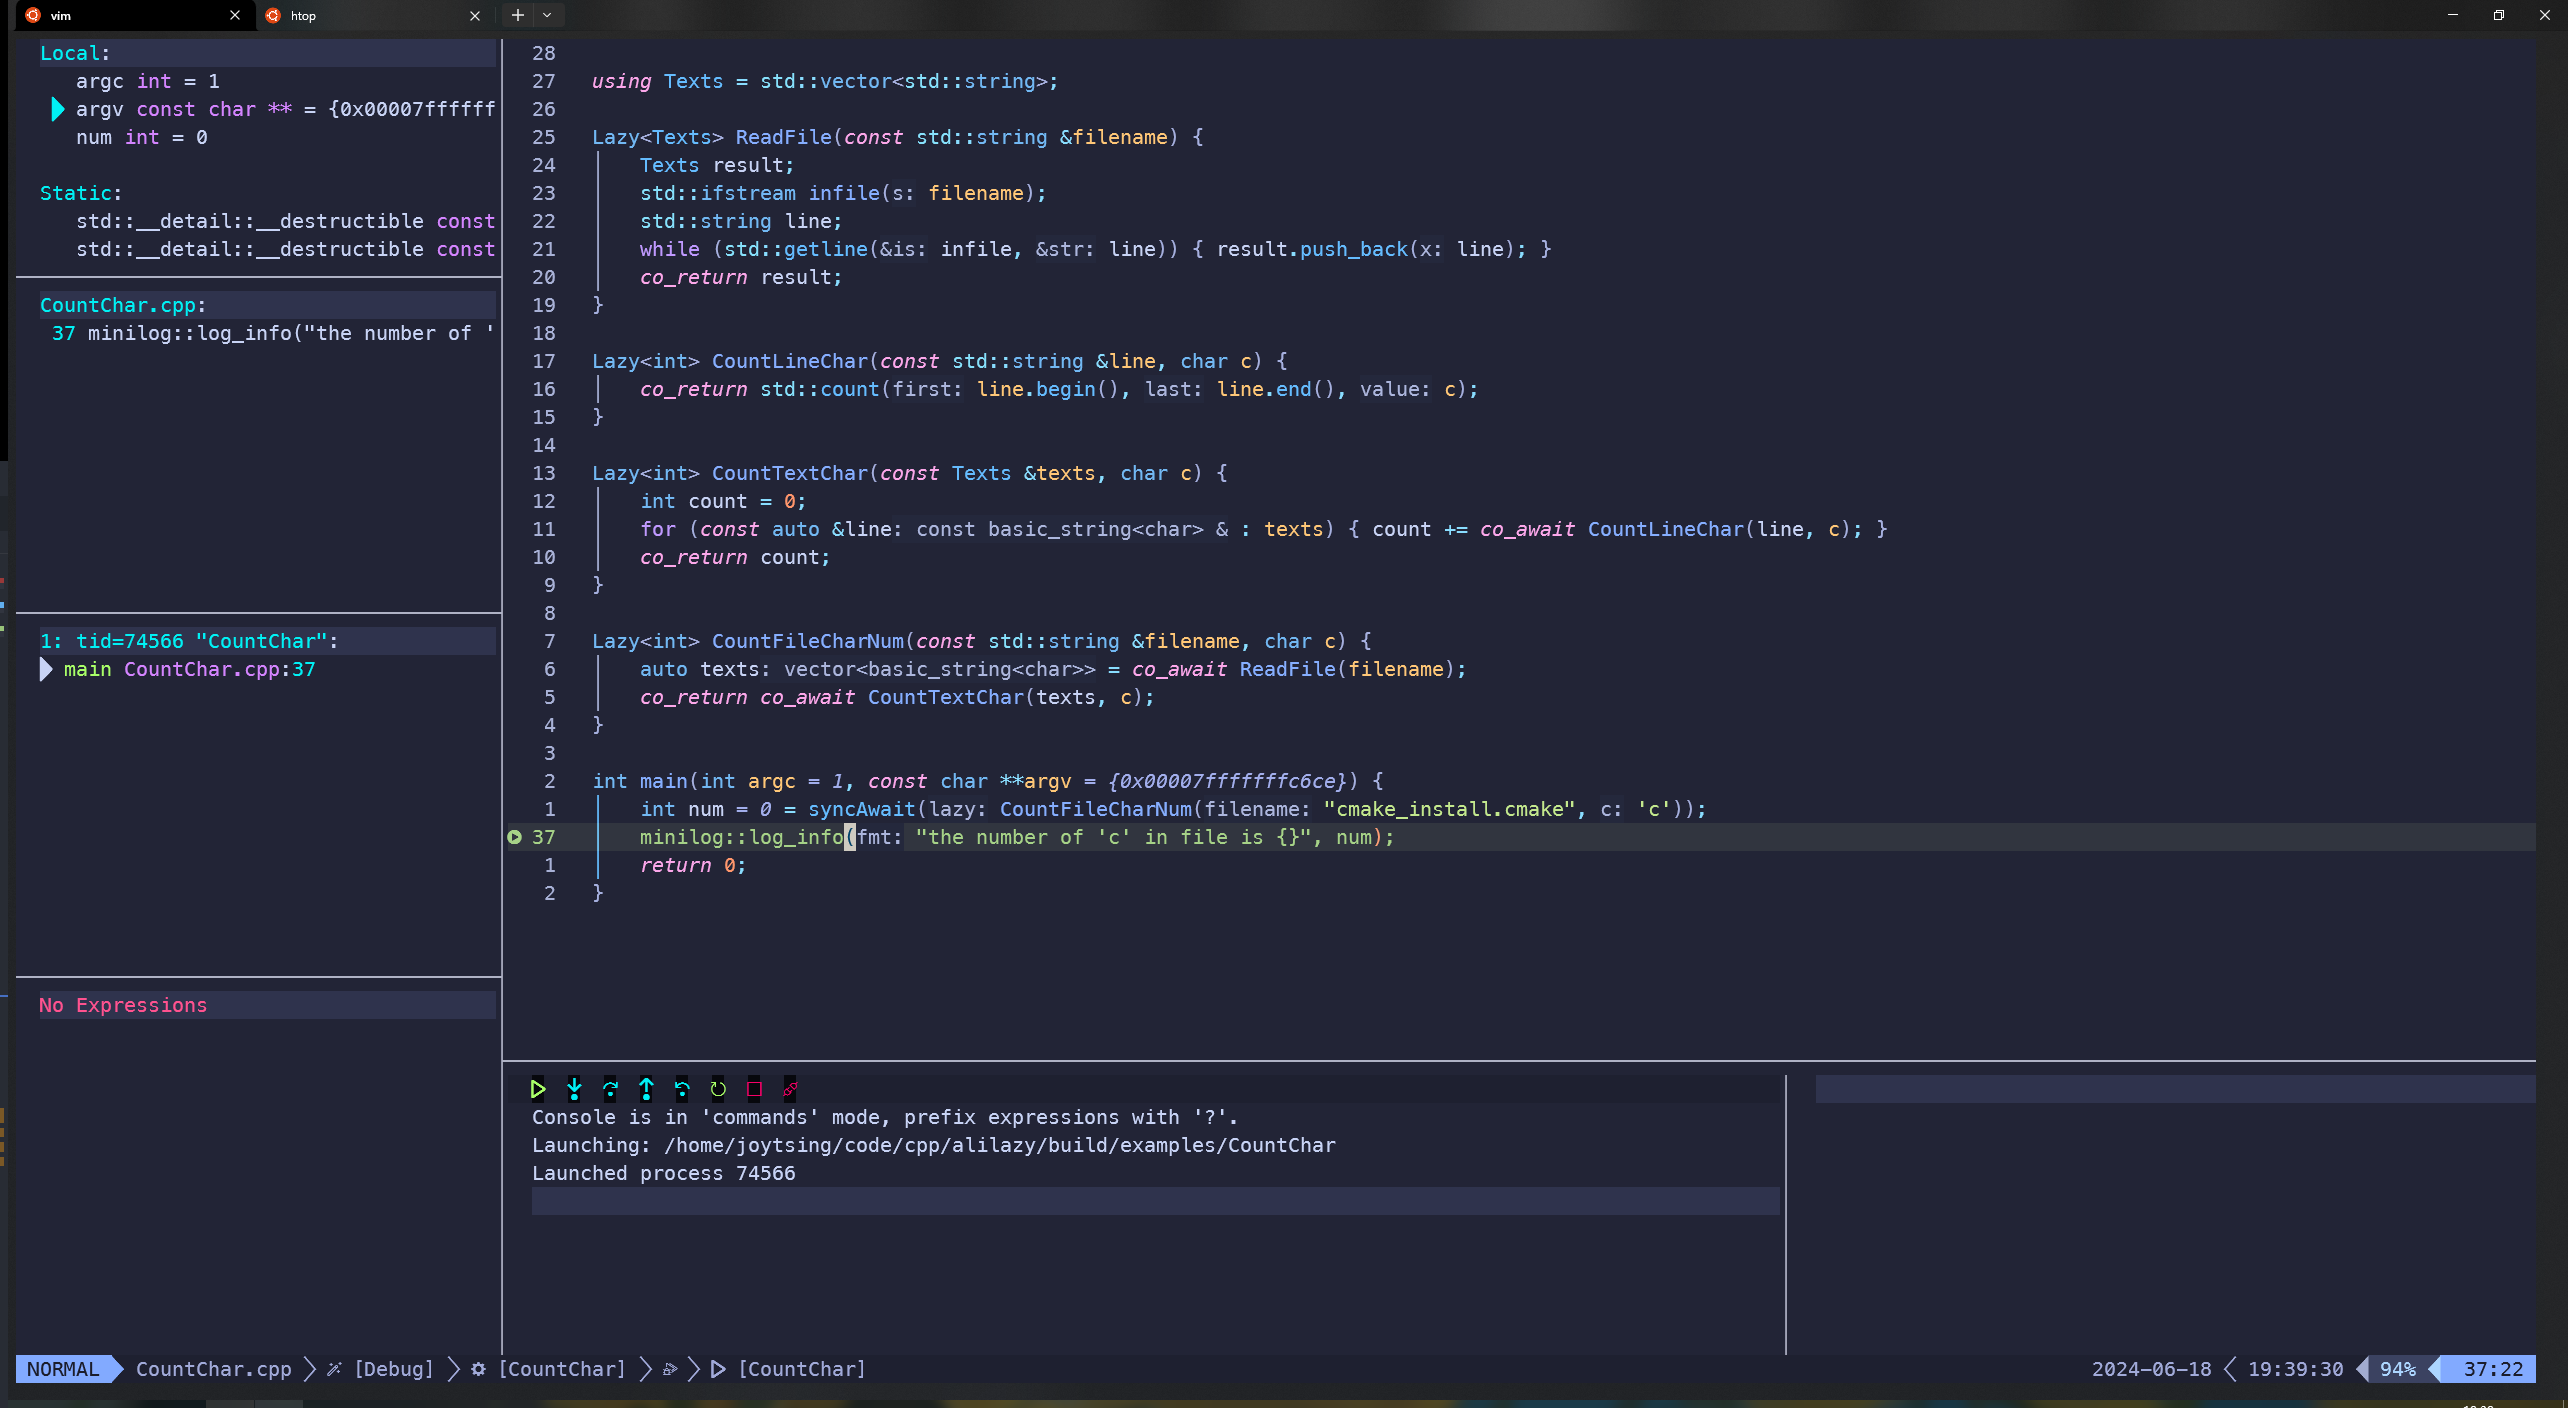 vim
htop
Local:
argc int = 1
argv const char ** = {0x00007ffffff
num int = 0
Static:
std::__detail::__destructible const
std::__detail::__destructible const
CountChar.cpp:
37 minilog::log_info("the number of '
1: tid=74566 "CountChar":
main CountChar.cpp:37
No Expressions
28
27 using Texts = std::vector<std::string>;
26
25 Lazy<Texts> ReadFile(const std::string &filename) {
24 Texts result;
23 std::ifstream infile(s: filename);
22 std::string line;
21 while (std::getline(&is: infile, &str: line)) { result.push_back(x: line); }
20 co_return result;
19 }
18
17 Lazy<int> CountLineChar(const std::string &line, char c) {
16 co_return std::count(first: line.begin(), last: line.end(), value: c);
15 }
14
13 Lazy<int> CountTextChar(const Texts &texts, char c) {
12 int count = 0;
11 for (const auto &line: const basic_string<char> & : texts) { count += co_await CountLineChar(line, c); }
10 co_return count;
9 }
8
7 Lazy<int> CountFileCharNum(const std::string &filename, char c) {
6 auto texts: vector<basic_string<char>> = co_await ReadFile(filename);
5 co_return co_await CountTextChar(texts, c);
4 }
3
2 int main(int argc = 1, const char **argv = {0x00007fffffffc6ce}) {
1 int num = 0 = syncAwait(lazy: CountFileCharNum(filename: "cmake_install.cmake", c: 'c'));
37 minilog::log_info(fmt: "the number of 'c' in file is {}", num);
1 return 0;
2 }
Console is in 'commands' mode, prefix expressions with '?'.
Launching: /home/joytsing/code/cpp/alilazy/build/examples/CountChar
Launched process 74566
NORMAL CountChar.cpp [Debug] [CountChar] [CountChar] 2024-06-18 19:39:30 94% 37:22